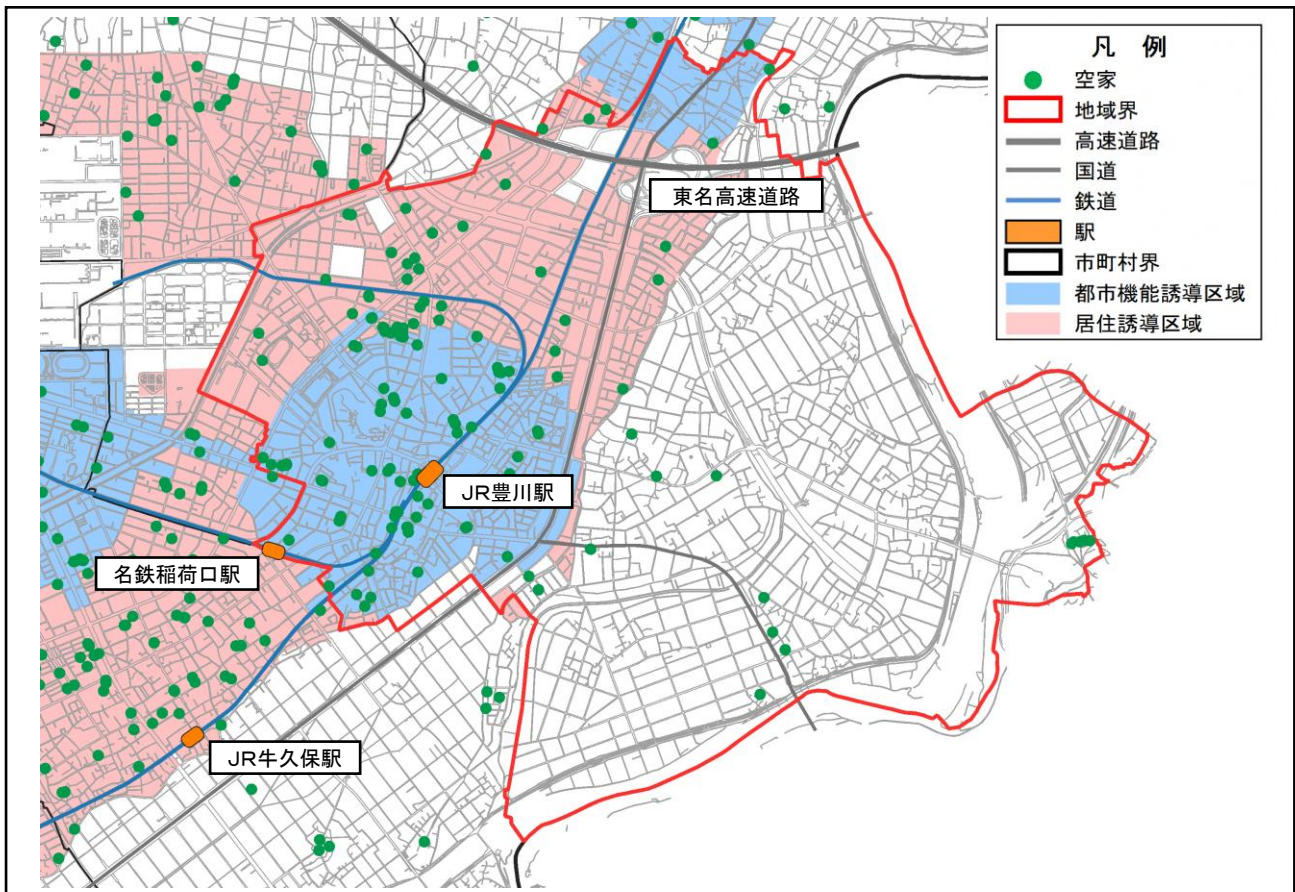 凡 例
空家
地域界
高速道路
国道
鉄道
駅
市町村界
都市機能誘導区域
居住誘導区域
東名高速道路
JR豊川駅
名鉄稲荷口駅
JR牛久保駅